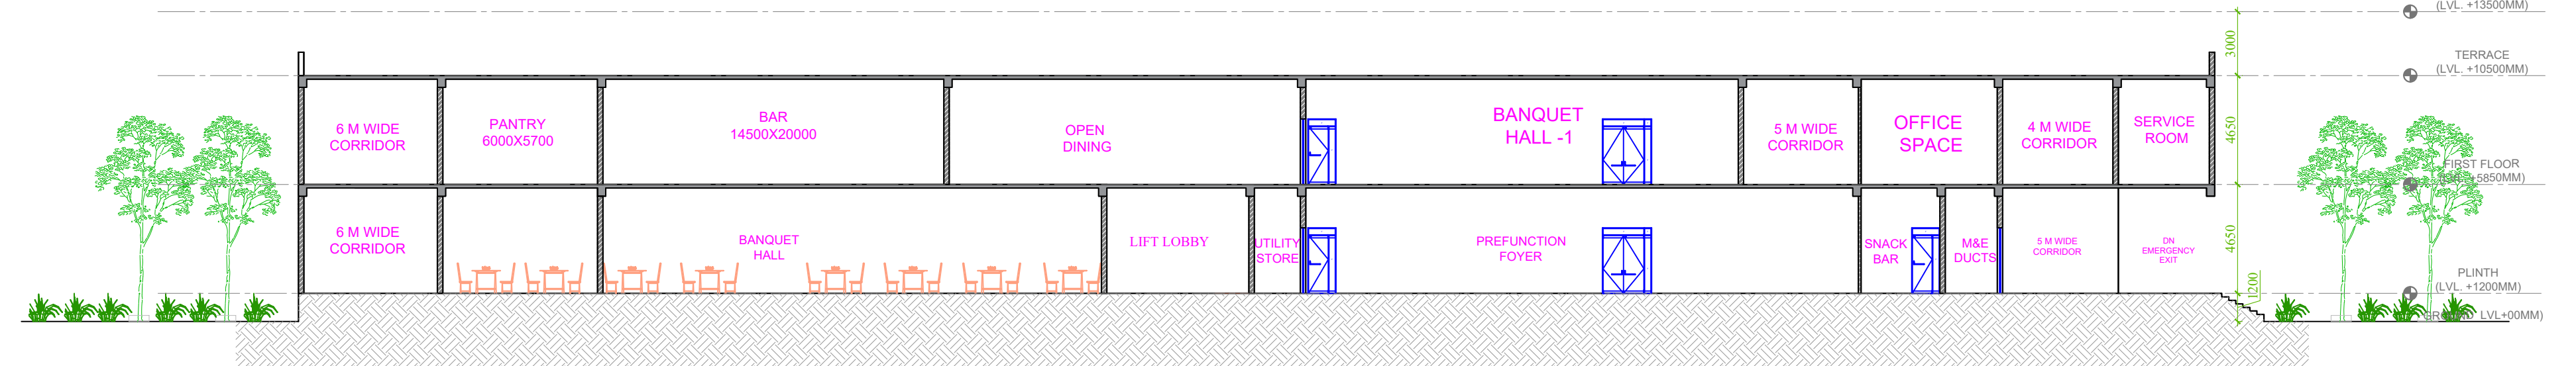 (LVL. +13500MM)
3000
TERRACE
(LVL. +10500MM)
6 M WIDE
CORRIDOR
PANTRY
6000X5700
BAR
14500X20000
OPEN
DINING
BANQUET
HALL -1
5 M WIDE
CORRIDOR
OFFICE
SPACE
4 M WIDE
CORRIDOR
SERVICE
ROOM
4650
FIRST FLOOR
(LVL. +5850MM)
6 M WIDE
CORRIDOR
BANQUET
HALL
LIFT LOBBY
UTILITY
STORE
PREFUNCTION
FOYER
SNACK
BAR
M&E
DUCTS
5 M WIDE
CORRIDOR
DN
EMERGENCY
EXIT
4650
PLINTH
(LVL. +1200MM)
1200
GROUND LVL+00MM)